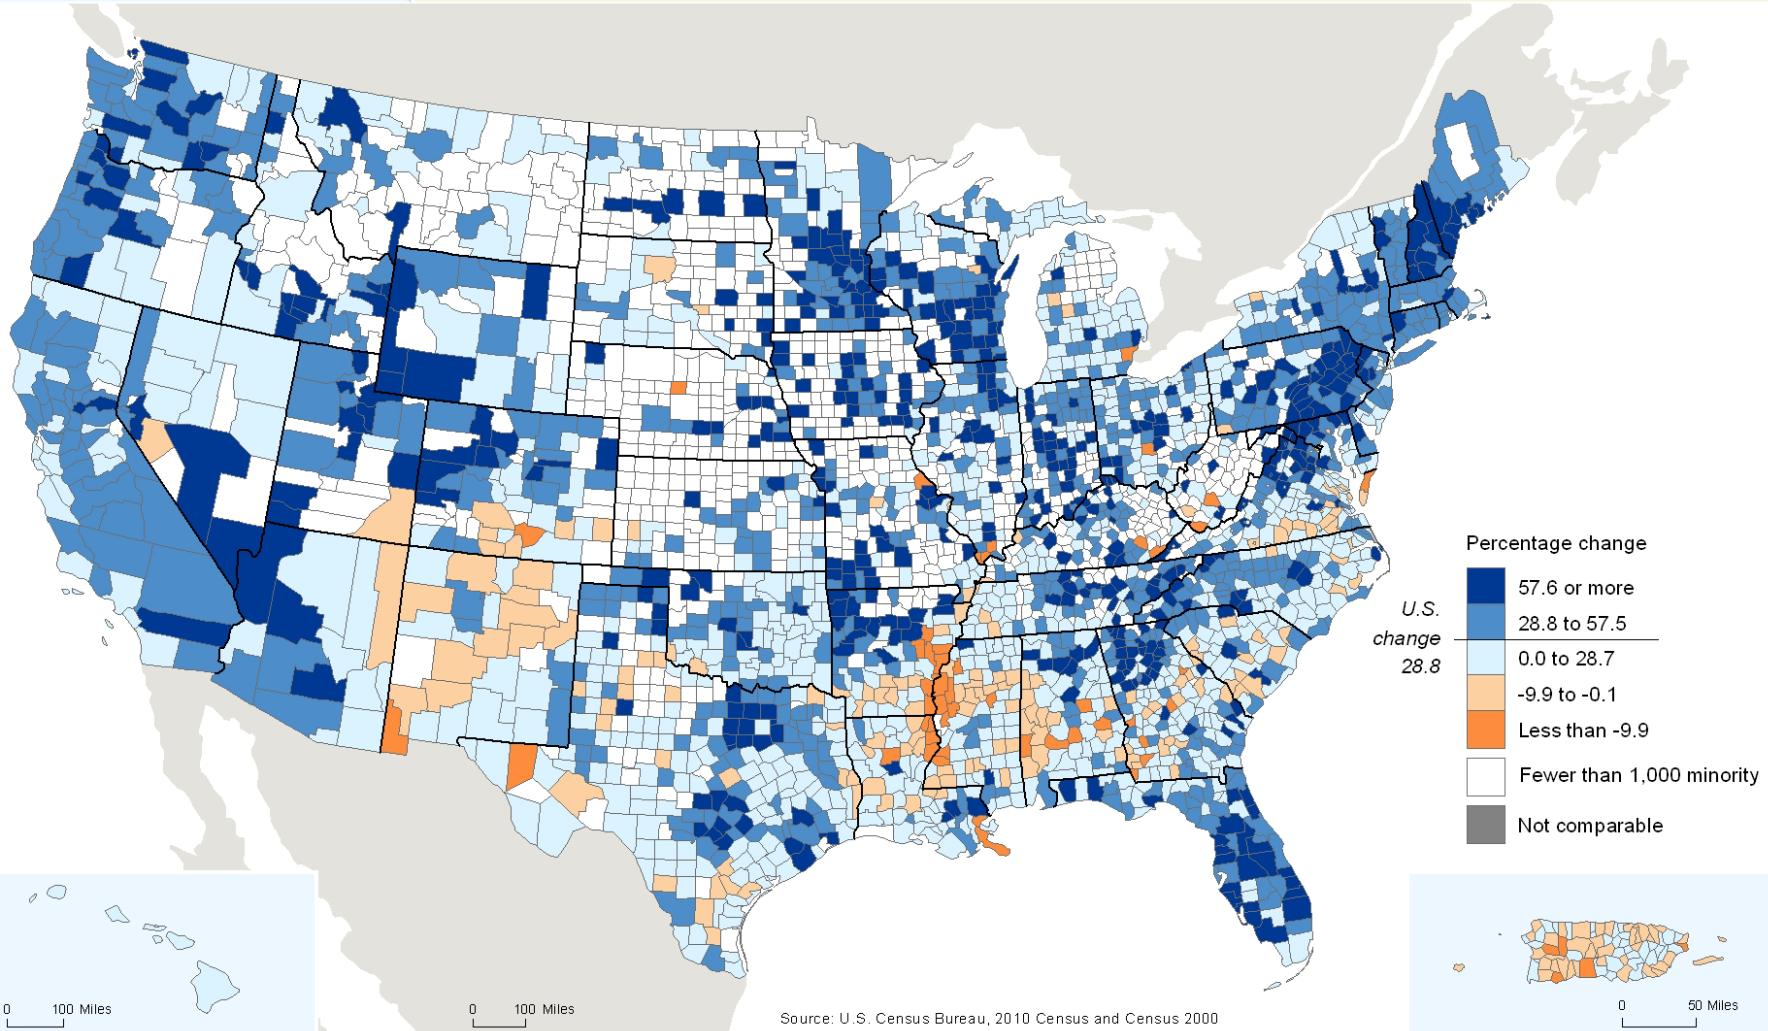 Percentage change
57.6 or more
U.S.
change
28.8
28.8 to 57.5
0.0 to 28.7
-9.9 to -0.1
Less than -9.9
Fewer than 1,000 minority
Not comparable
0 100 Miles
0 100 Miles
0 50 Miles
Source: U.S. Census Bureau, 2010 Census and Census 2000